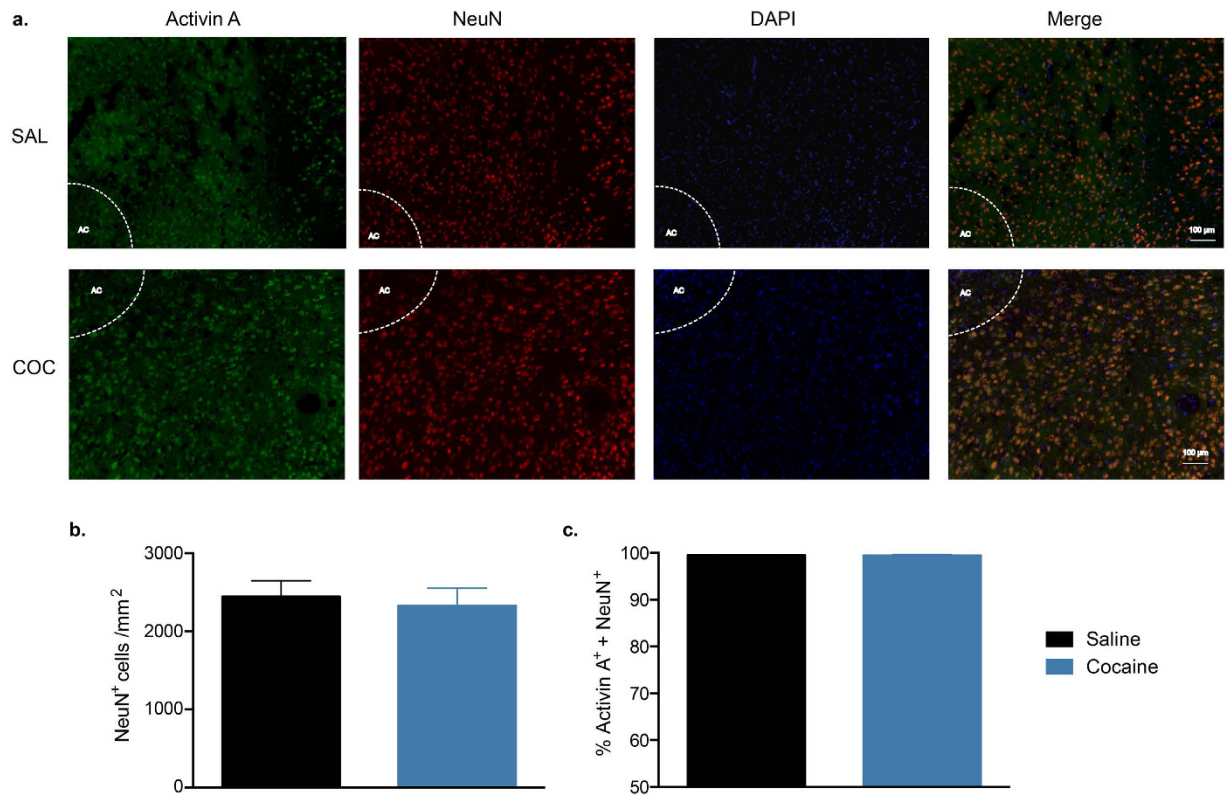 a.
Activin A NeuN DAPI Merge
SAL
AC AC AC AC
100 µm
COC
AC AC AC AC
100 µm
b. c.
3000
2000
1000
0
NeuN⁺ cells /mm²
100
90
80
70
60
50
% Activin A⁺ + NeuN⁺
Saline
Cocaine